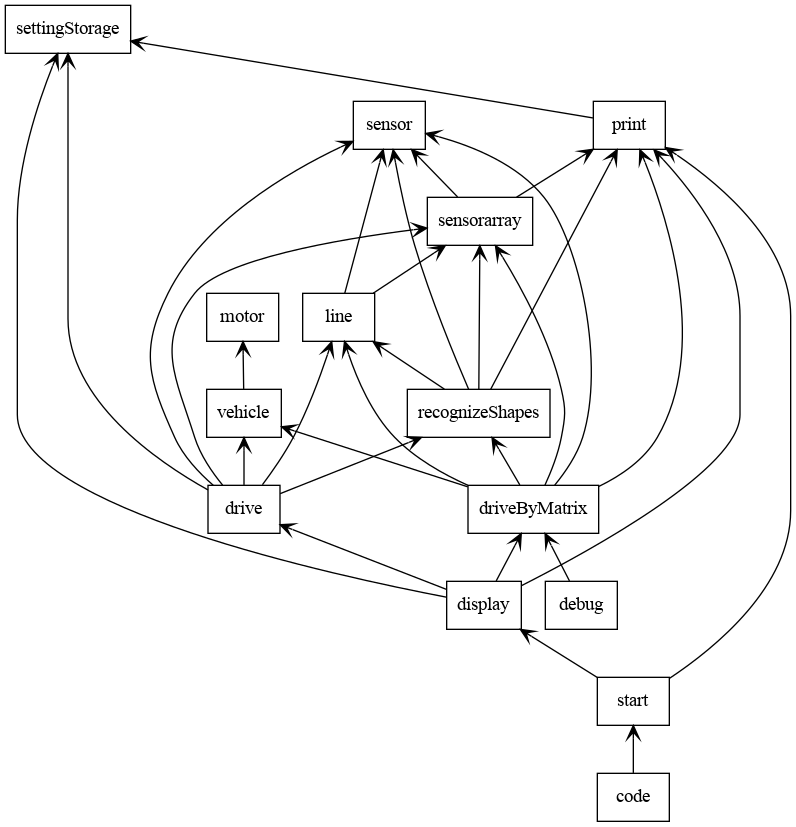 settingStorage
sensor
print
sensorarray
motor
line
vehicle
recognizeShapes
drive
driveByMatrix
display
debug
start
code